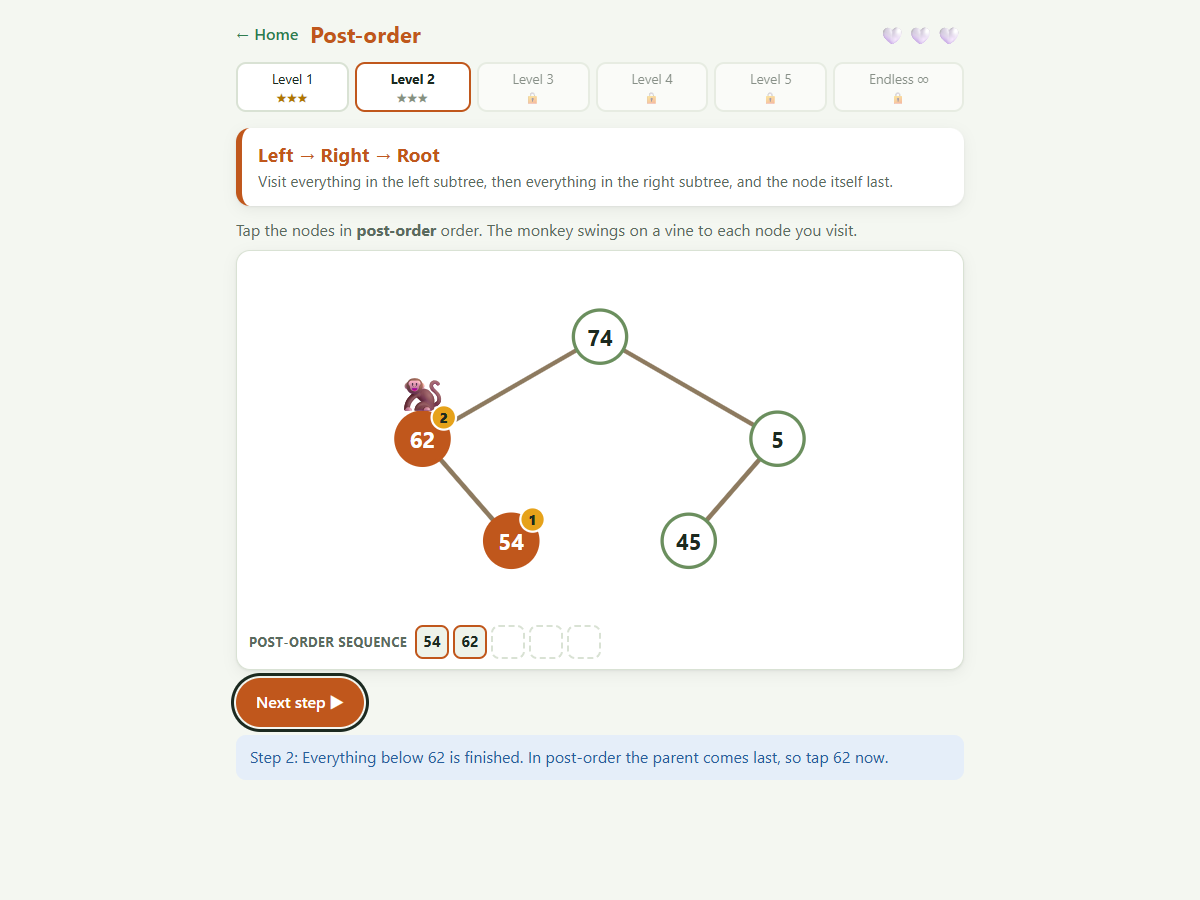 ← Home Post-order
Level 1
★★★
Level 2
★★★
Level 3
Level 4
Level 5
Endless ∞
Left → Right → Root
Visit everything in the left subtree, then everything in the right subtree, and the node itself last.
Tap the nodes in post-order order. The monkey swings on a vine to each node you visit.
74
2
62
5
1
54
45
POST-ORDER SEQUENCE 54 62
Next step ▶
Step 2: Everything below 62 is finished. In post-order the parent comes last, so tap 62 now.